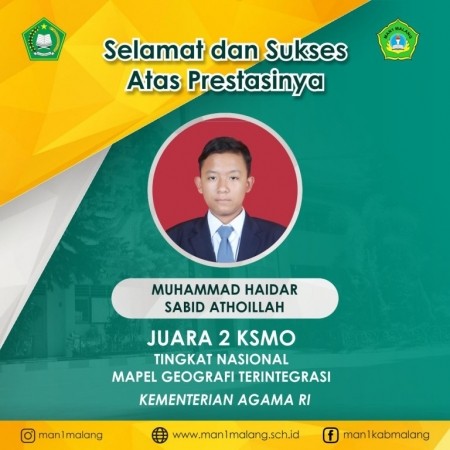 Selamat dan Sukses
Atas Prestasinya
MUHAMMAD HAIDAR
SABID ATHOILLAH
JUARA 2 KSMO
TINGKAT NASIONAL
MAPEL GEOGRAFI TERINTEGRASI
KEMENTERIAN AGAMA RI
man1malang
www.man1malang.sch.id
man1kabmalang